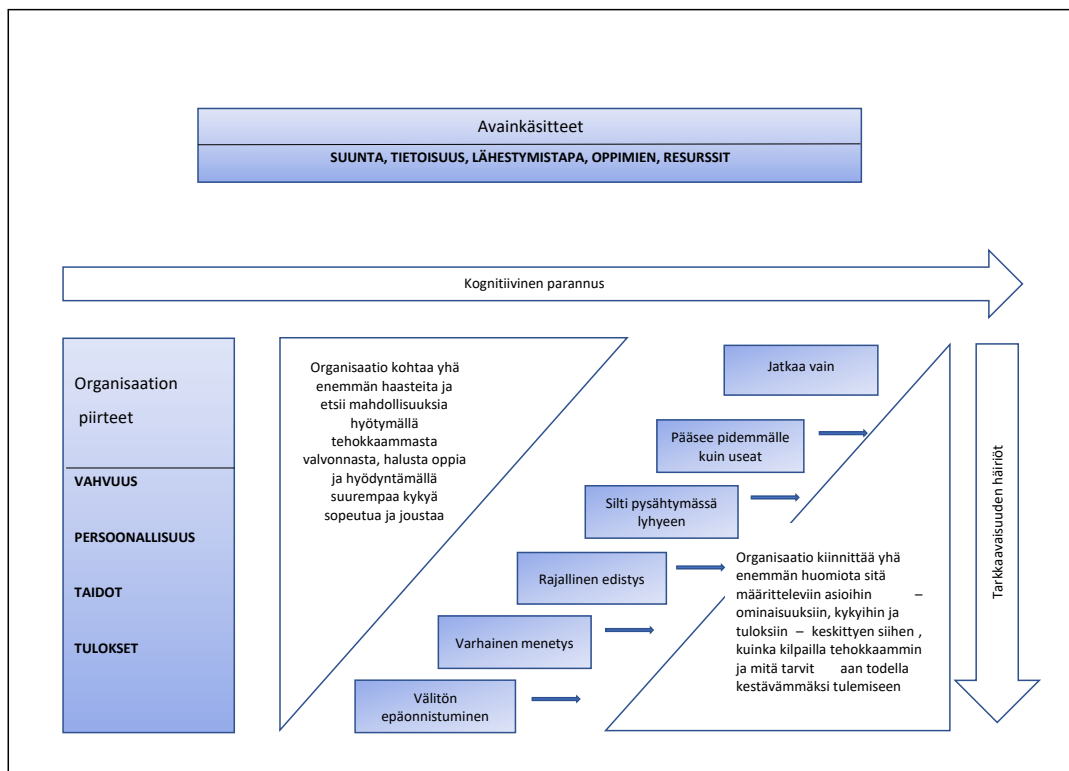 Avainkäsitteet
SUUNTA, TIETOISUUS, LÄHESTYMISTAPA, OPPIMIEN, RESURSSIT
Kognitiivinen parannus
Organisaation
piirteet
VAHVUUS
PERSOONALLISUUS
TAIDOT
TULOKSET
Organisaatio kohtaa yhä
enemmän haasteita ja
etsii mahdollisuuksia
hyötymällä
tehokkaammasta
valvonnasta, halusta oppia
ja hyödyntämällä
suurempaa kykyä
sopeutua ja joustaa
Jatkaa vain
Pääsee pidemmälle
kuin useat
Silti pysähtymässä
lyhyeen
Rajallinen edistys
Varhainen menetys
Välitön
epäonnistuminen
Organisaatio kiinnittää yhä
enemmän huomiota sitä
määritteleviin asioihin –
ominaisuuksiin, kykyihin ja
tuloksiin – keskittyen siihen ,
kuinka kilpailla tehokkaammin
ja mitä tarvit aan todella
kestävämmäksi tulemiseen
Tarkkaavaisuuden häiriöt